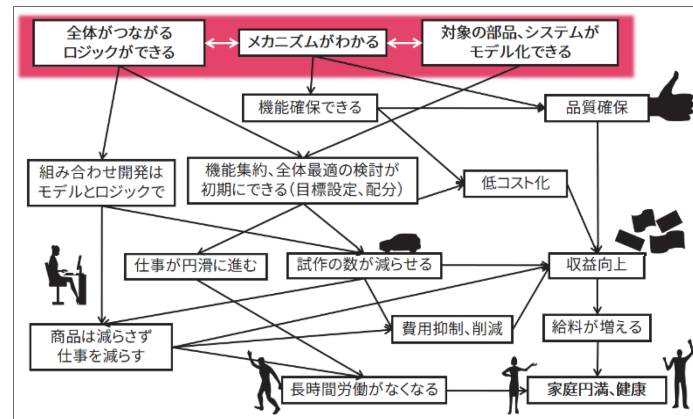 全体がつながる
ロジックができる
メカニズムがわかる
対象の部品、システムが
モデル化できる
機能確保できる
品質確保
組み合わせ開発は
モデルとロジックで
機能集約、全体最適の検討が
初期にできる(目標設定、配分)
低コスト化
仕事が円滑に進む
試作の数が減らせる
収益向上
商品は減らさず
仕事を減らす
費用抑制、削減
給料が増える
長時間労働がなくなる
家庭円満、健康